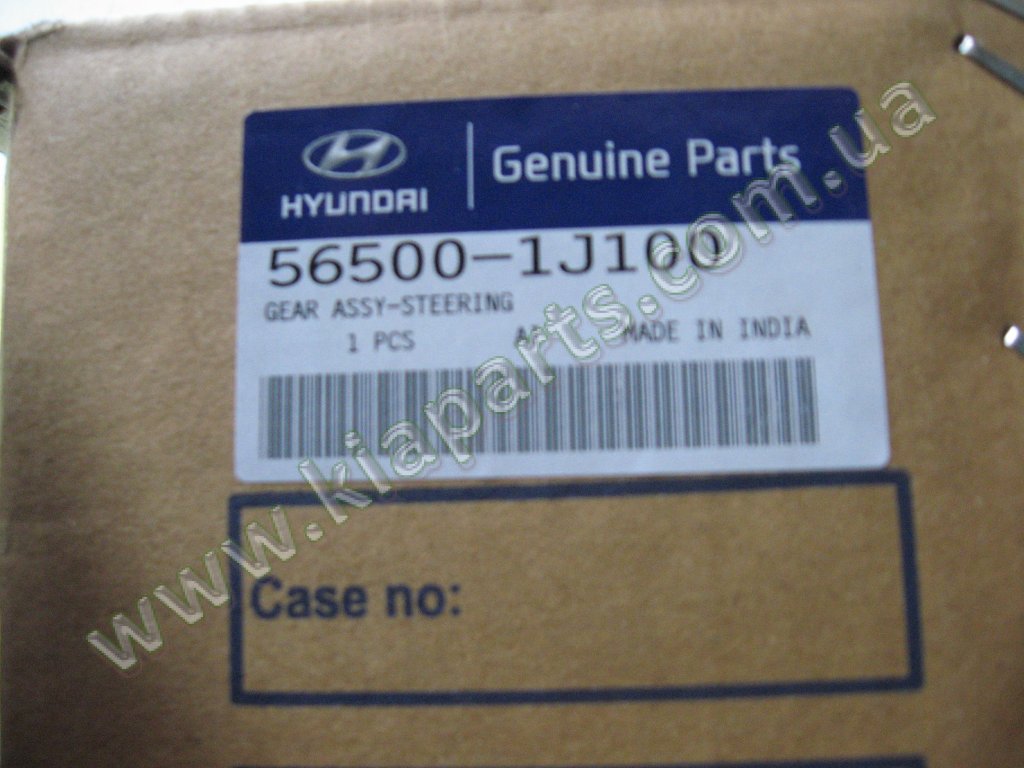 HYUNDAI
Genuine Parts
56500-1J100
GEAR ASSY-STEERING
1 PCS MADE IN INDIA
Case no:
www.kiaparts.com.ua